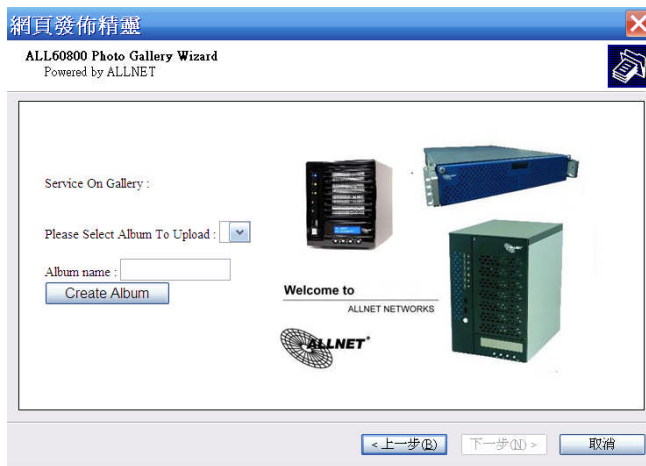 網頁發佈精靈
ALL60800 Photo Gallery Wizard
Powered by ALLNET
Service On Gallery :
Please Select Album To Upload :
Album name :
Create Album
Welcome to
ALLNET NETWORKS
ALLNET
<上一步(B)
下一步(N)>
取消